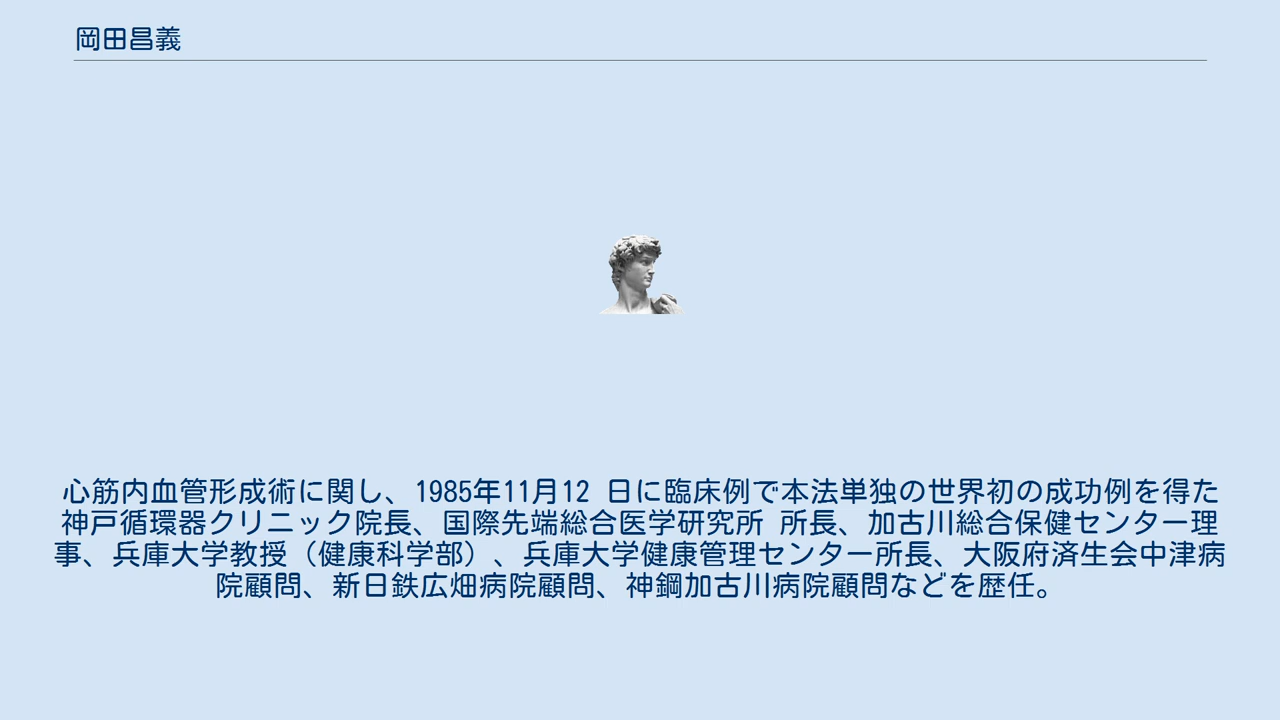 岡田昌義
心筋内血管形成術に関し、1985年11月12 日に臨床例で本法単独の世界初の成功例を得た
神戸循環器クリニック院長、国際先端総合医学研究所 所長、加古川総合保健センター理
事、兵庫大学教授（健康科学部）、兵庫大学健康管理センター所長、大阪府済生会中津病
院顧問、新日鉄広畑病院顧問、神鋼加古川病院顧問などを歴任。